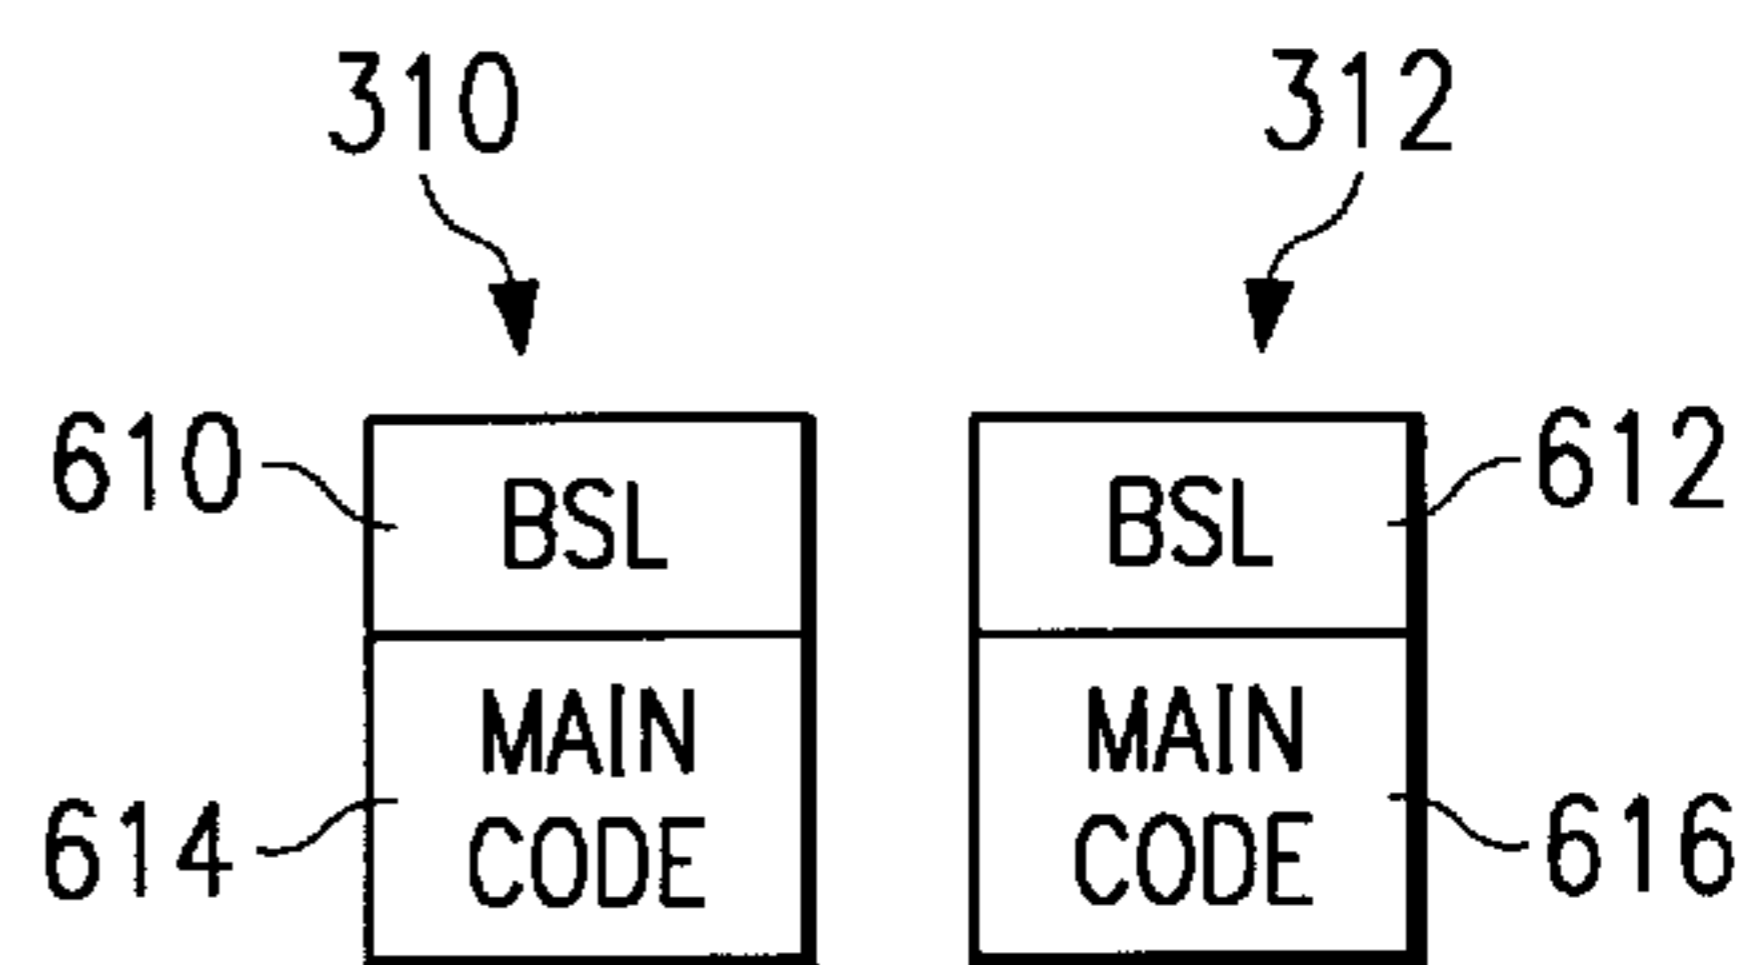 310 312
610 BSL BSL 612
MAIN MAIN
CODE CODE
614 616